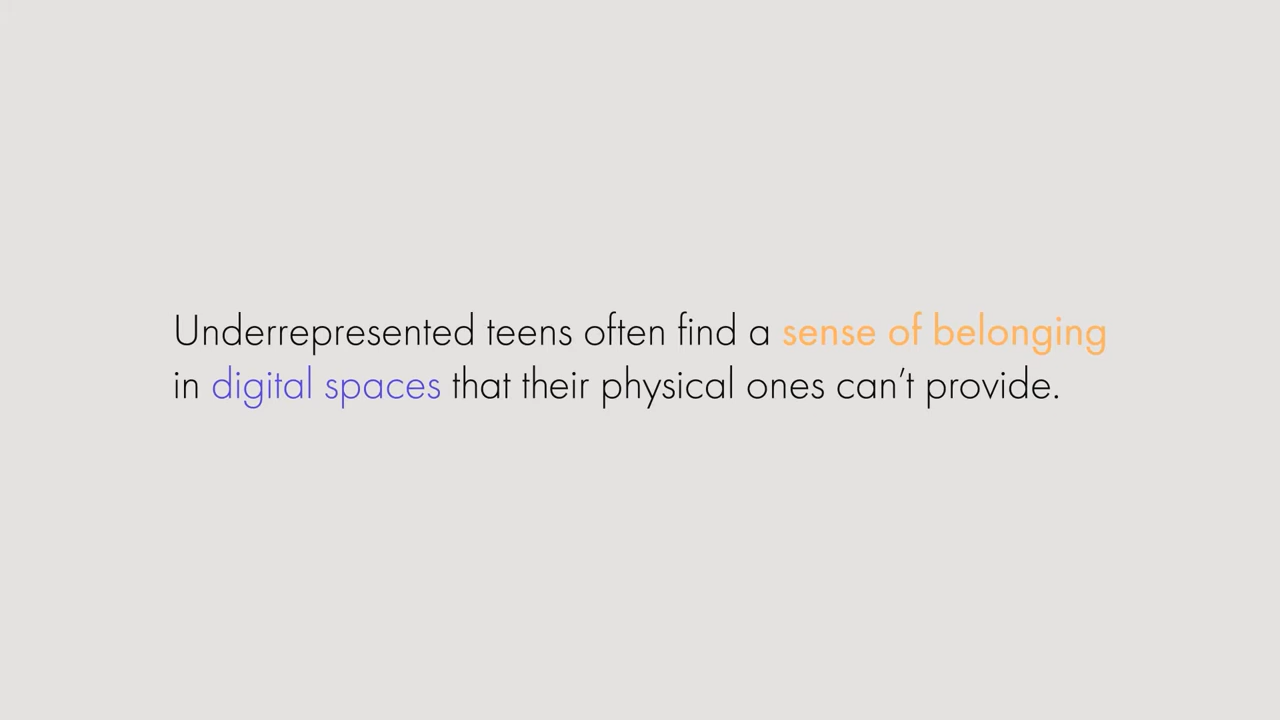 Underrepresented teens often find a sense of belonging
in digital spaces that their physical ones can’t provide.